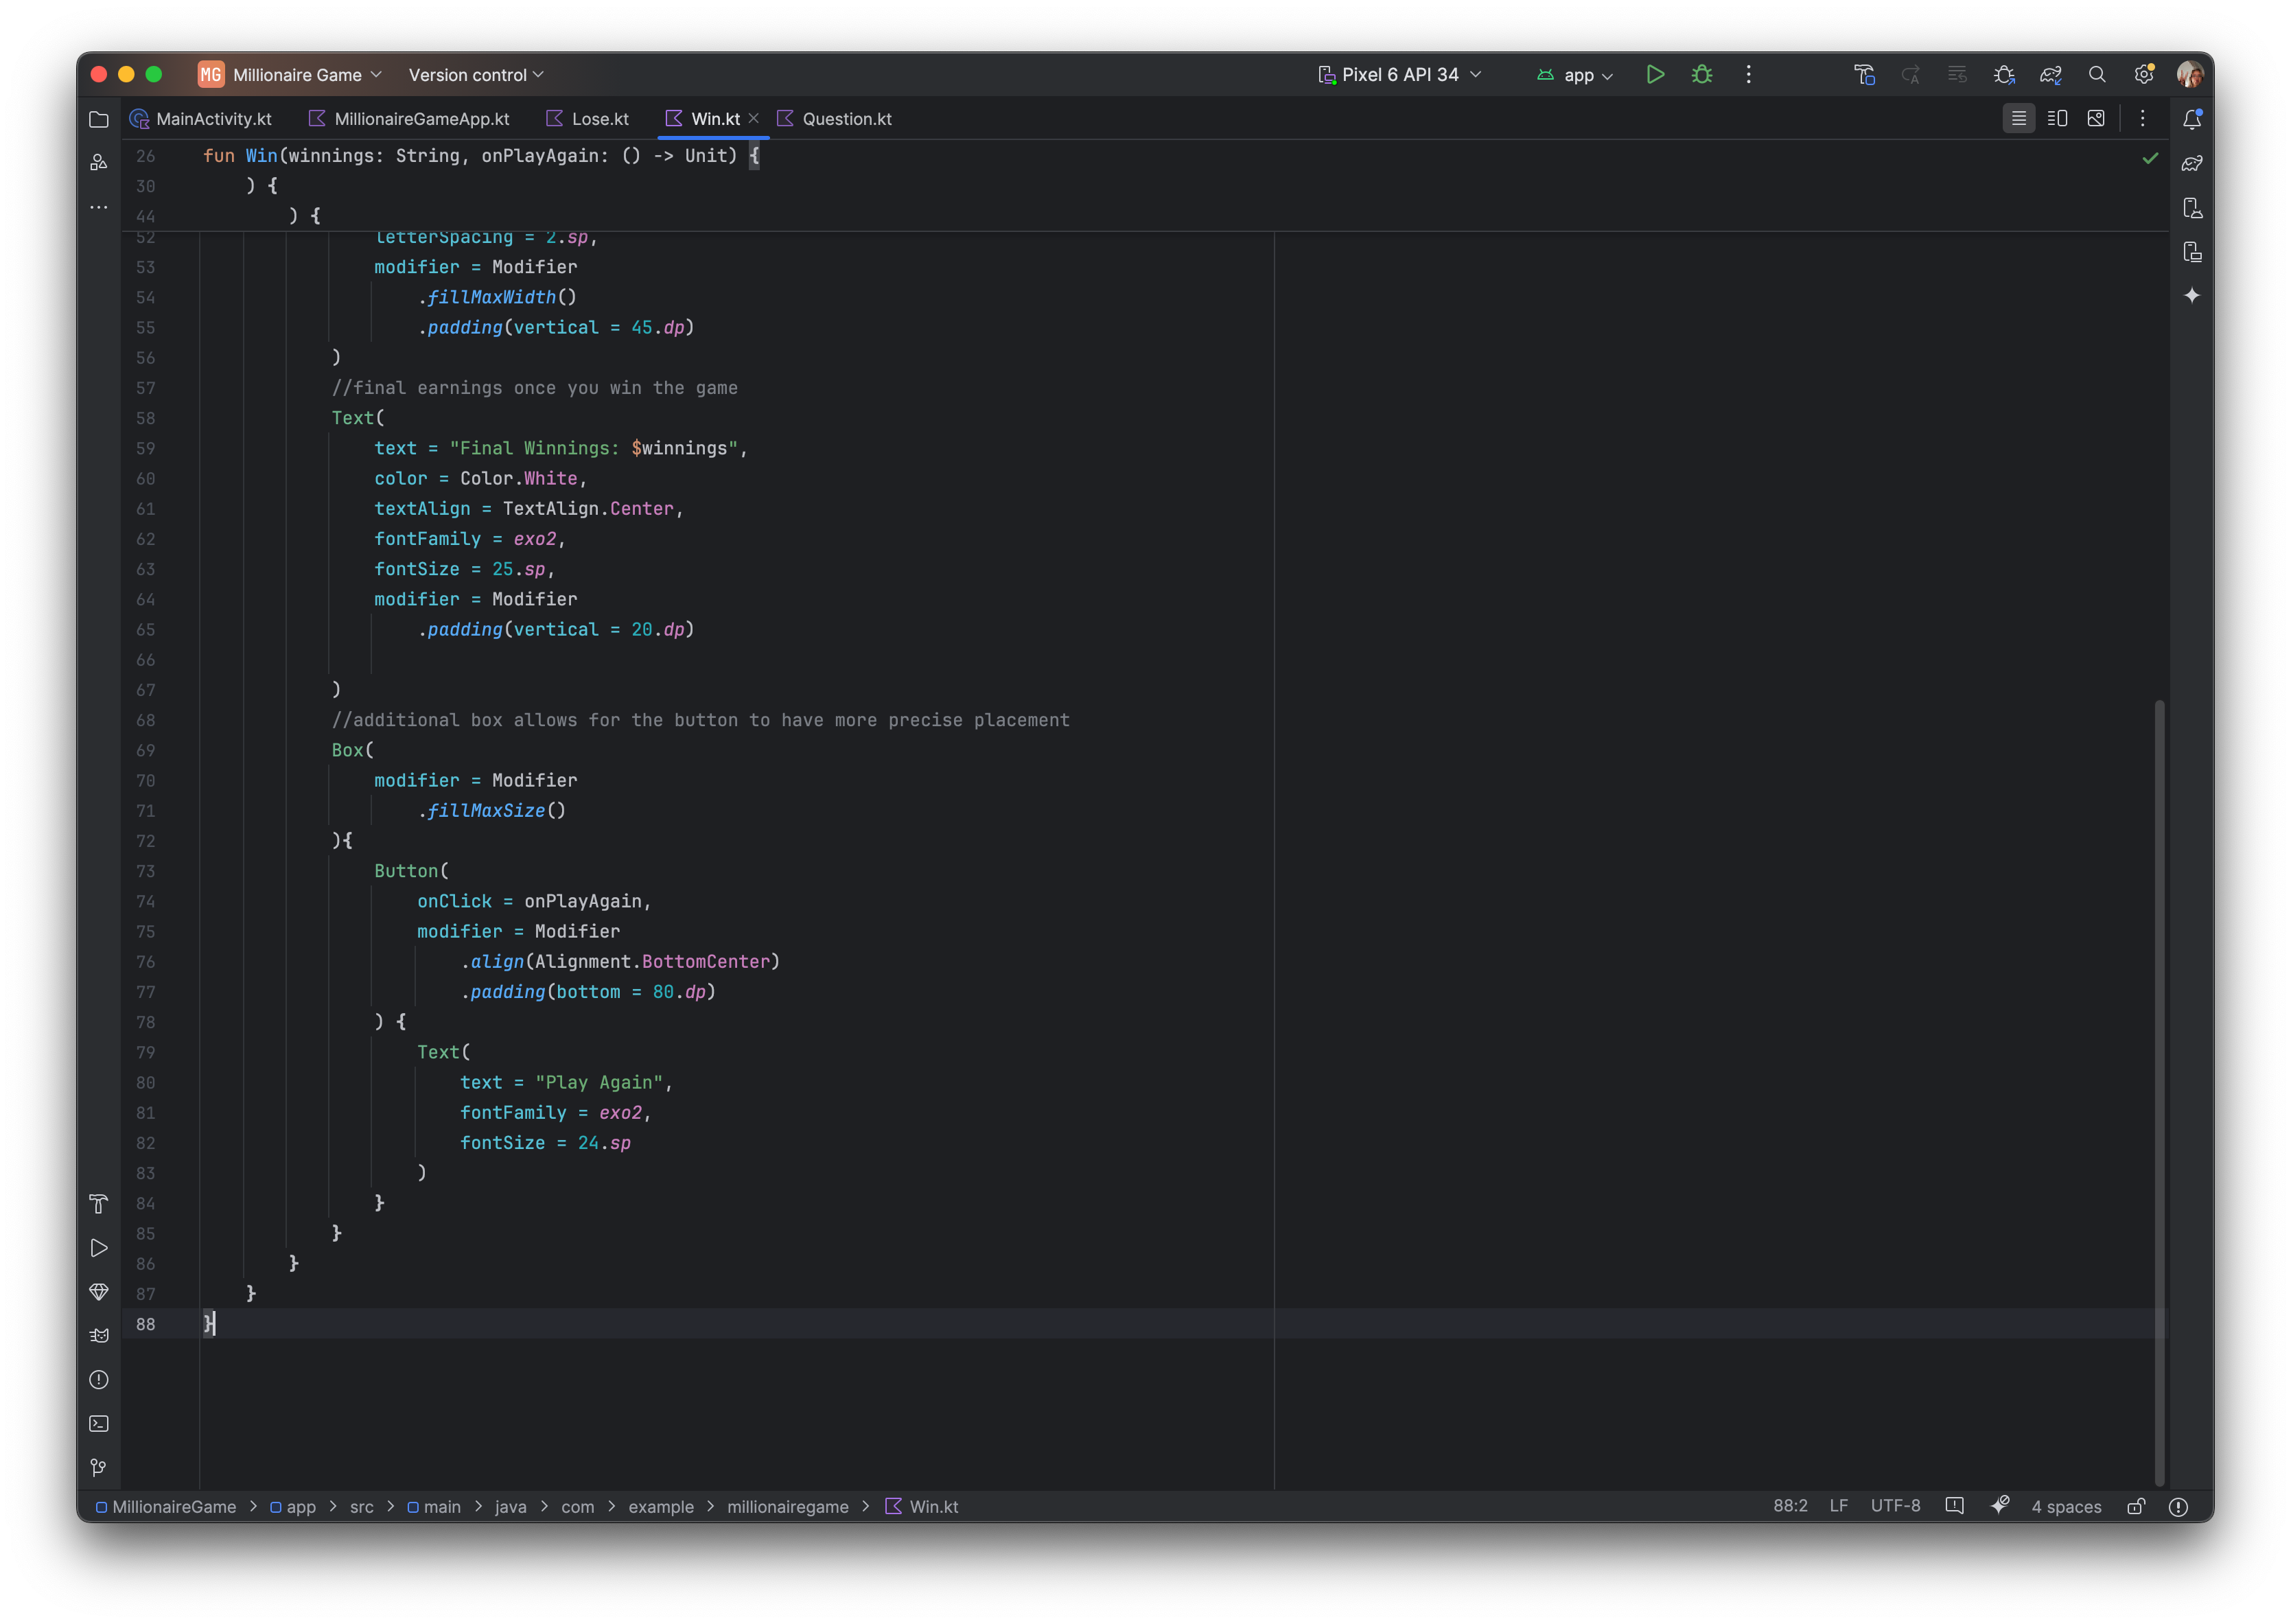 MG Millionaire Game Version control Pixel 6 API 34 app
MainActivity.kt MillionaireGameApp.kt Lose.kt Win.kt Question.kt
26 fun Win(winnings: String, onPlayAgain: () -> Unit) {
30 ) {
44 ) {
52 letterSpacing = 2.sp,
53 modifier = Modifier
54 .fillMaxWidth()
55 .padding(vertical = 45.dp)
56 )
57 //final earnings once you win the game
58 Text(
59 text = "Final Winnings: $winnings",
60 color = Color.White,
61 textAlign = TextAlign.Center,
62 fontFamily = exo2,
63 fontSize = 25.sp,
64 modifier = Modifier
65 .padding(vertical = 20.dp)
66
67 )
68 //additional box allows for the button to have more precise placement
69 Box(
70 modifier = Modifier
71 .fillMaxSize()
72 ){
73 Button(
74 onClick = onPlayAgain,
75 modifier = Modifier
76 .align(Alignment.BottomCenter)
77 .padding(bottom = 80.dp)
78 ) {
79 Text(
80 text = "Play Again",
81 fontFamily = exo2,
82 fontSize = 24.sp
83 )
84 }
85 }
86 }
87 }
88 }
MillionaireGame > app > src > main > java > com > example > millionairegame > Win.kt 88:2 LF UTF-8 4 spaces